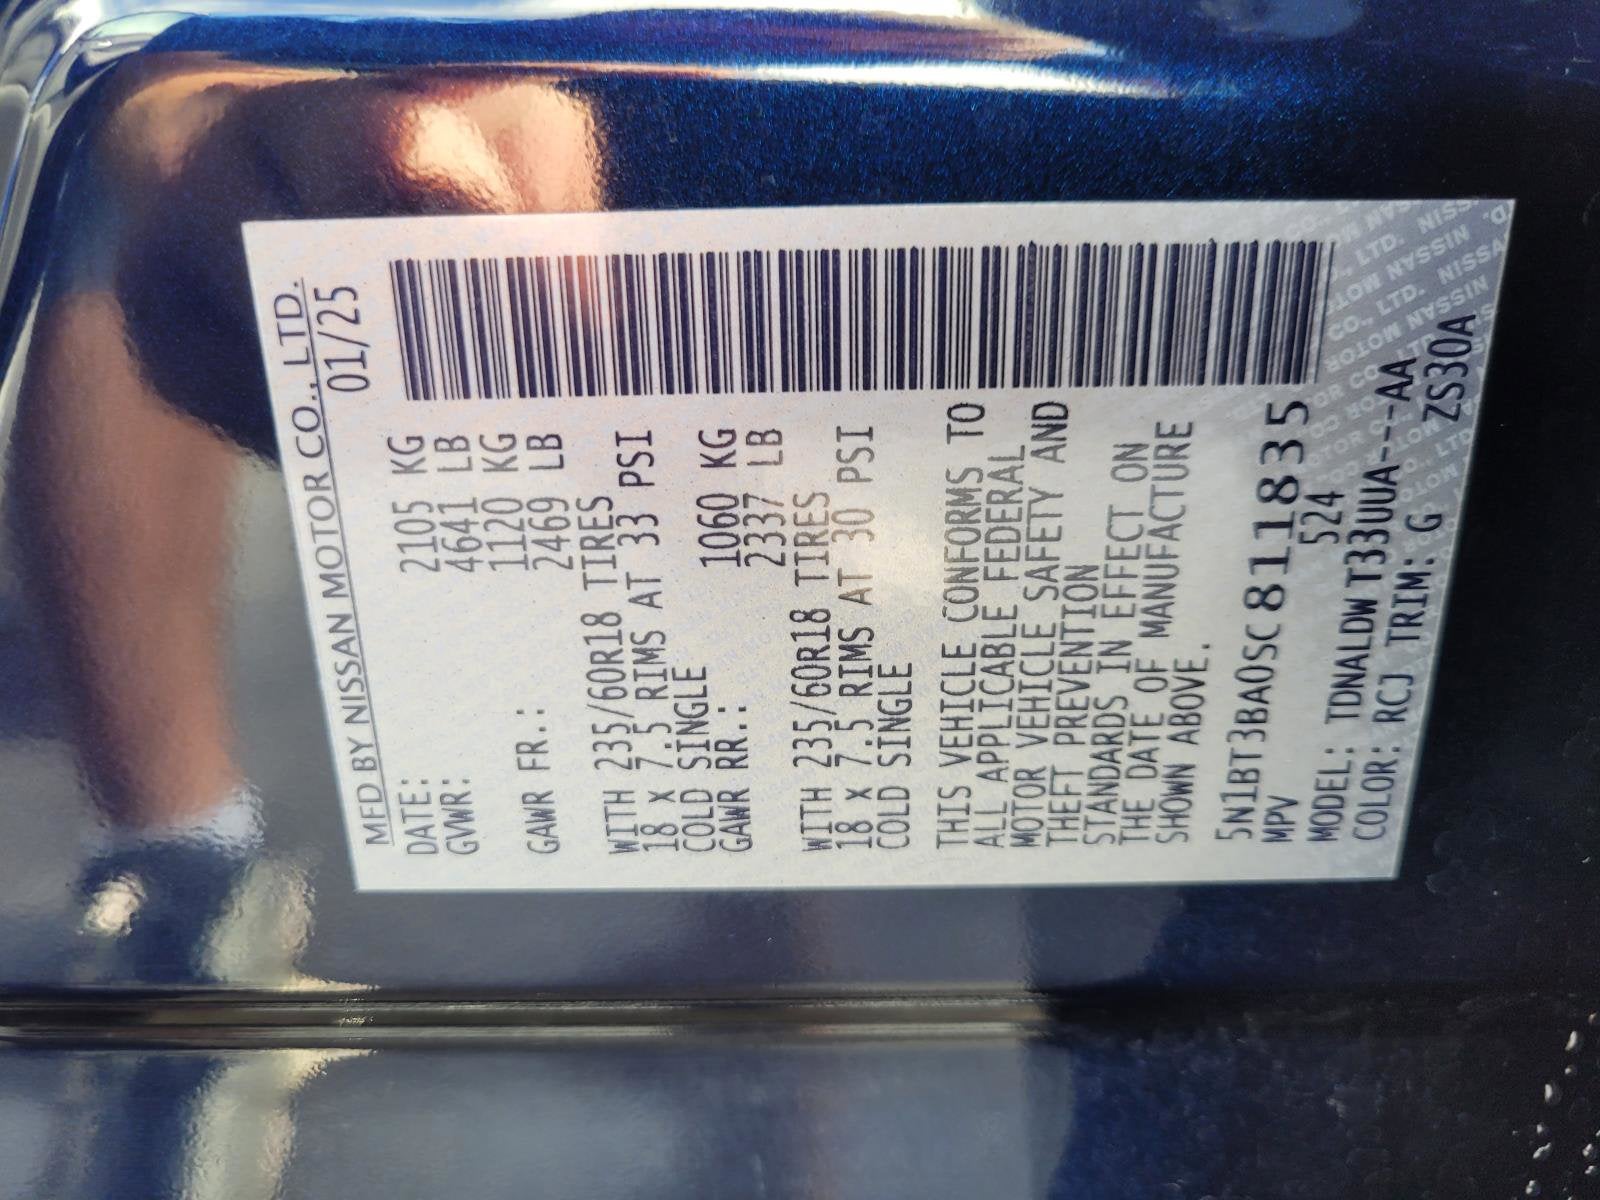 MFD BY NISSAN MOTOR CO., LTD.
DATE: 01/25
GVWR: 2105 KG
4641 LB
GAWR FR.: 1120 KG
2469 LB
WITH 235/60R18 TIRES
18 X 7.5 RIMS AT 33 PSI
COLD SINGLE
GAWR RR.: 1060 KG
2337 LB
WITH 235/60R18 TIRES
18 X 7.5 RIMS AT 30 PSI
COLD SINGLE
THIS VEHICLE CONFORMS TO
ALL APPLICABLE FEDERAL
MOTOR VEHICLE SAFETY AND
THEFT PREVENTION
STANDARDS IN EFFECT ON
THE DATE OF MANUFACTURE
SHOWN ABOVE.
5N1BT3BA0SC811835
MPV 524
MODEL: TDNALDW T33UUA---AA
COLOR: RCJ TRIM: G ZS30A